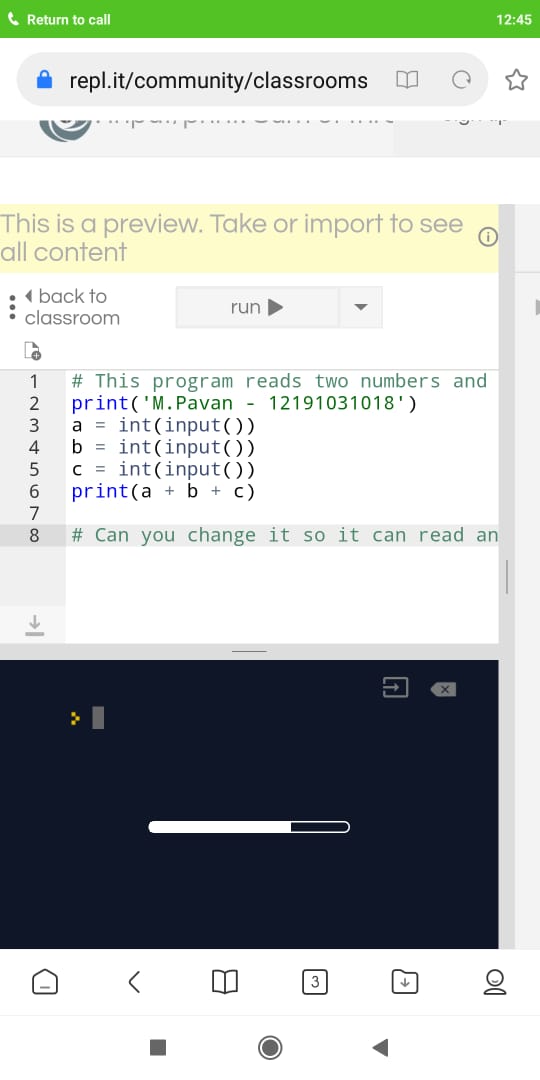 Return to call
12:45
repl.it/community/classrooms
This is a preview. Take or import to see
all content
back to
classroom
run
1 # This program reads two numbers and
2 print('M.Pavan - 12191031018')
3 a = int(input())
4 b = int(input())
5 c = int(input())
6 print(a + b + c)
7
8 # Can you change it so it can read an
3